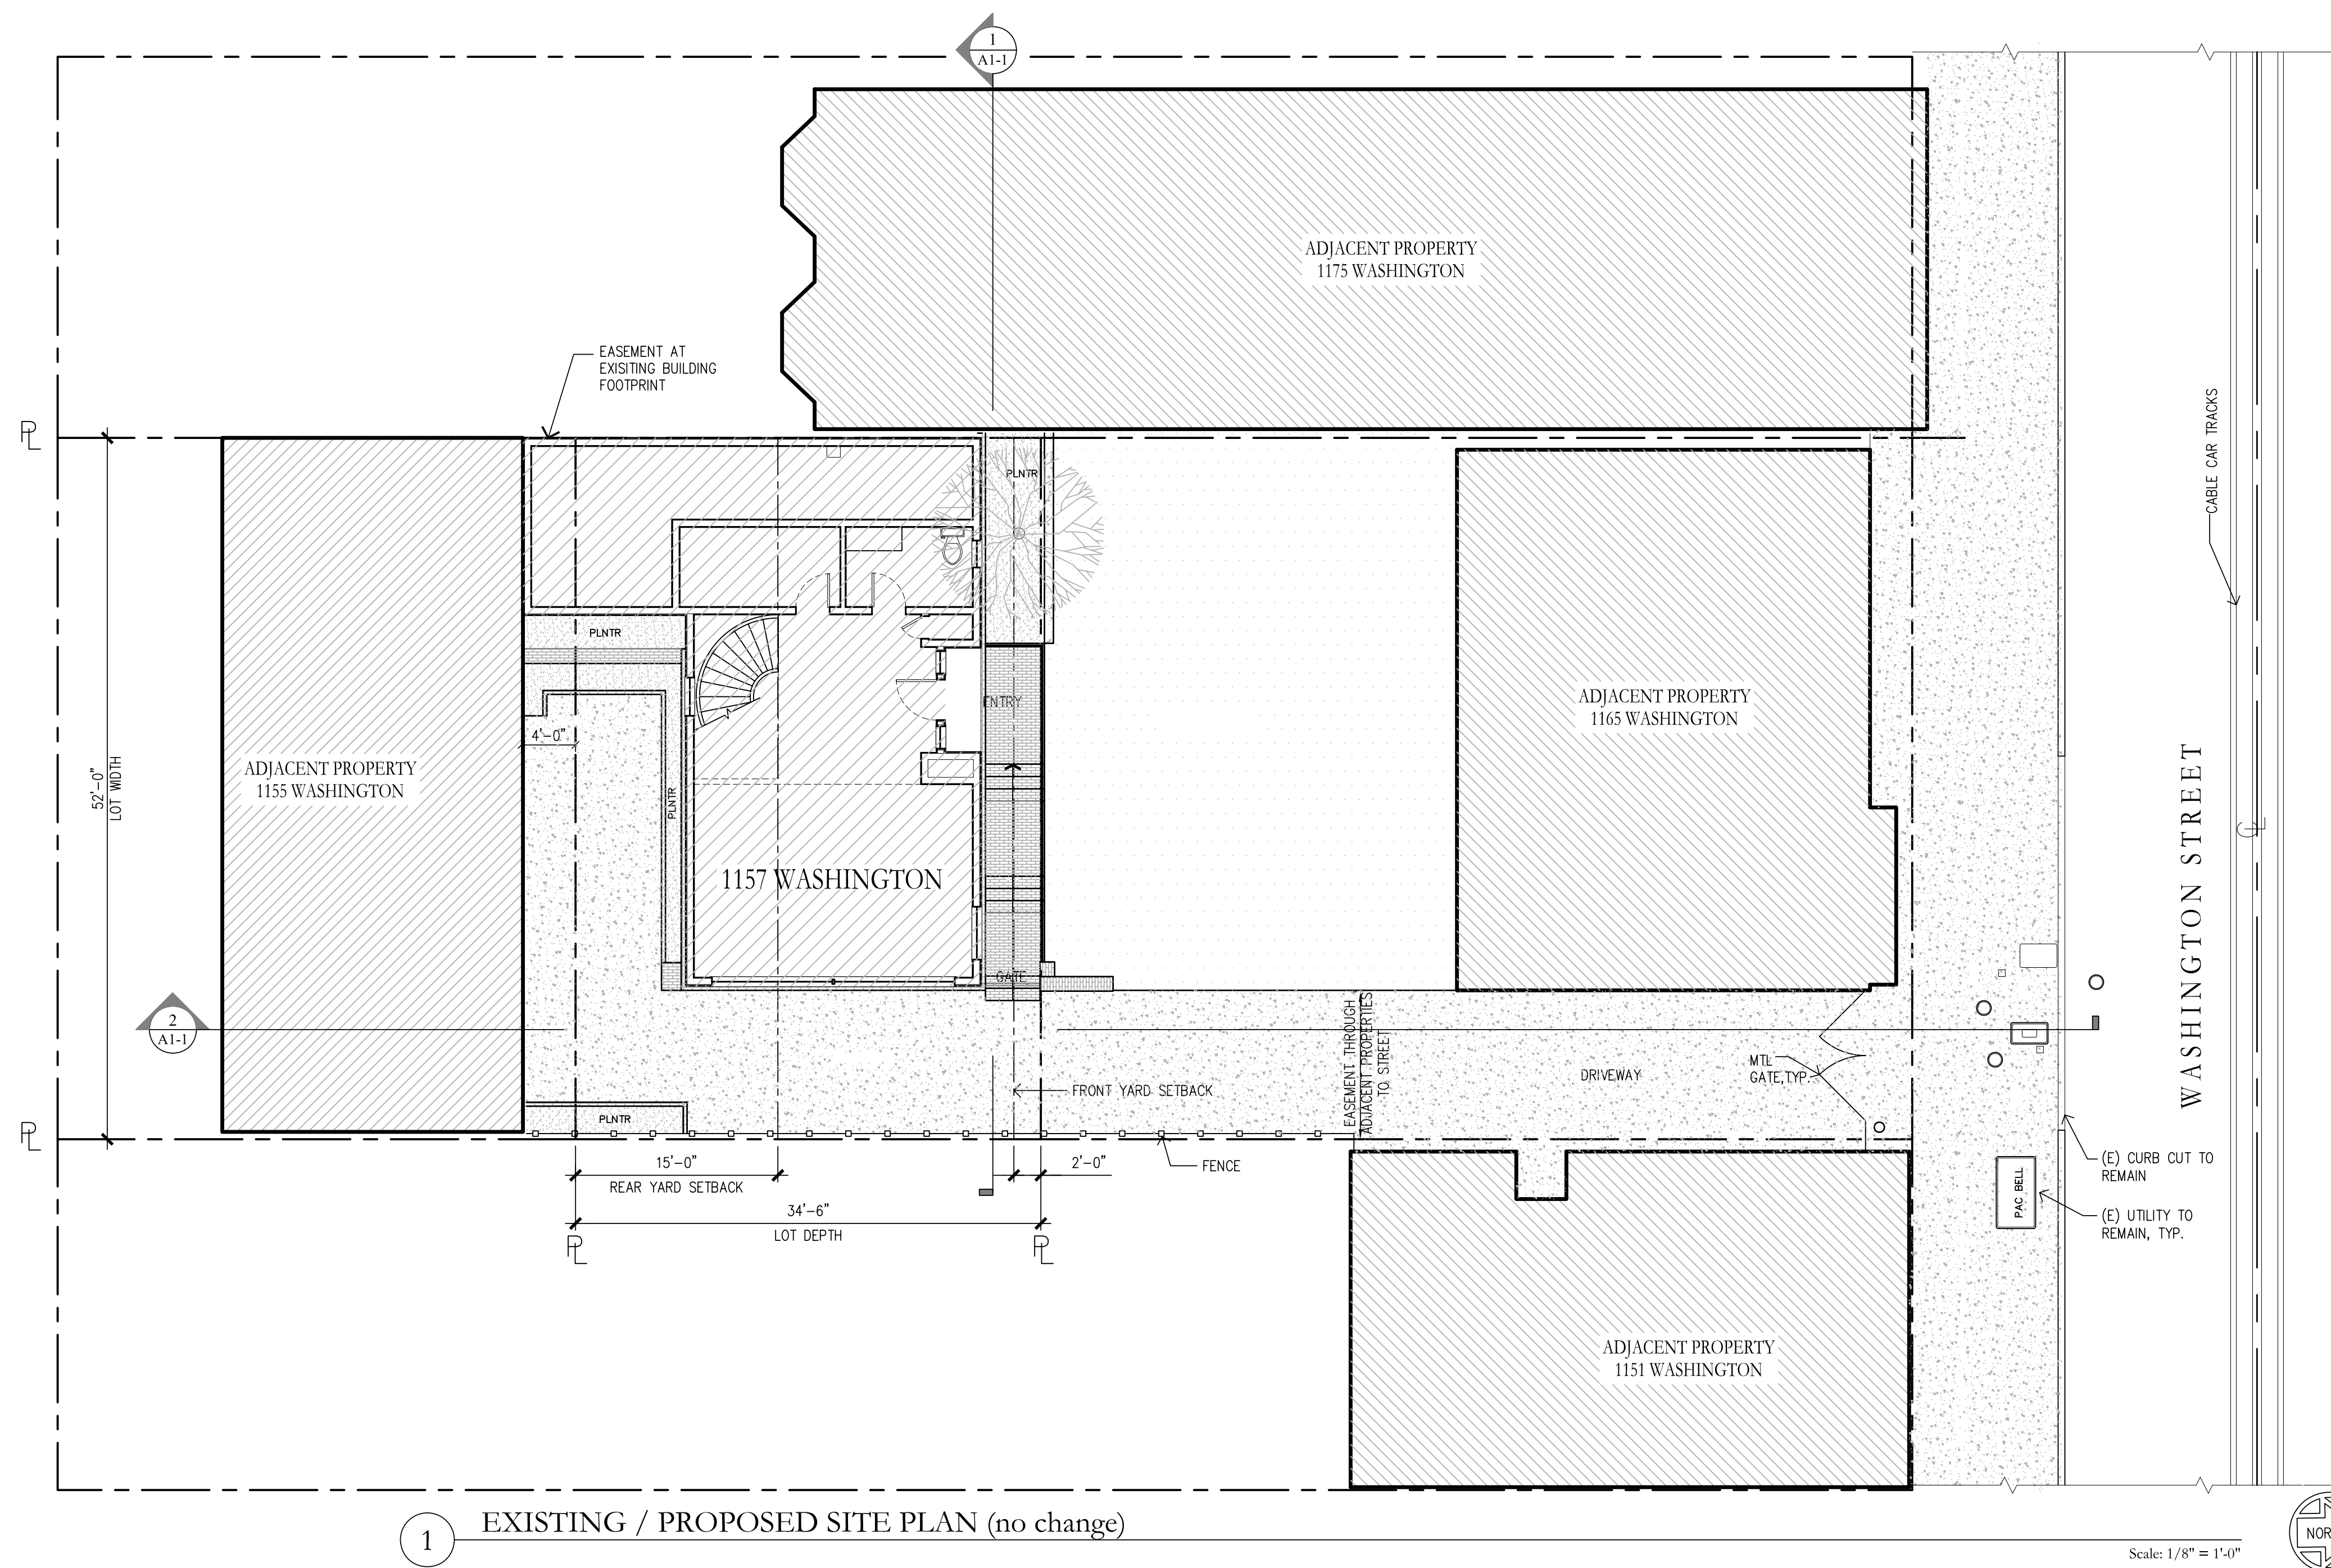 1
A1-1
ADJACENT PROPERTY
1175 WASHINGTON
EASEMENT AT
EXISITING BUILDING
FOOTPRINT
CABLE CAR TRACKS
PLNTR
PLNTR
ENTRY
ADJACENT PROPERTY
1165 WASHINGTON
4'-0"
ADJACENT PROPERTY
1155 WASHINGTON
52'-0"
LOT WIDTH
PLNTR
WASHINGTON STREET
1157 WASHINGTON
GATE
2
A1-1
EASEMENT THROUGH
ADJACENT PROPERTIES
TO STREET
MTL
GATE,TYP.
DRIVEWAY
FRONT YARD SETBACK
PLNTR
15'-0"
REAR YARD SETBACK
2'-0"
FENCE
(E) CURB CUT TO
REMAIN
PAC BELL
(E) UTILITY TO
REMAIN, TYP.
34'-6"
LOT DEPTH
PL
PL
PL
PL
CL
ADJACENT PROPERTY
1151 WASHINGTON
1
EXISTING / PROPOSED SITE PLAN (no change)
Scale: 1/8" = 1'-0"
NOR